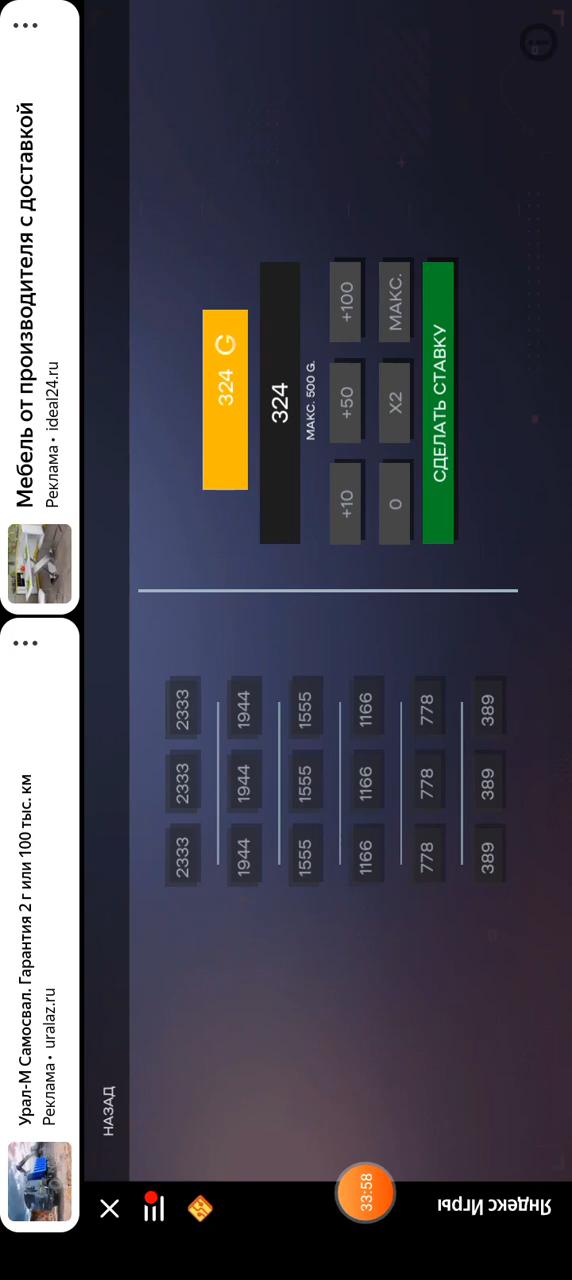 Урал-М Самосвал. Гарантия 2 г или 100 тыс. км
Реклама • uralaz.ru
Мебель от производителя с доставкой
Реклама • ideal24.ru
НАЗАД
2333 2333 2333
1944 1944 1944
1555 1555 1555
1166 1166 1166
778 778 778
389 389 389
324 G
324
МАКС. 500 G.
+10 +50 +100
0 X2 МАКС.
СДЕЛАТЬ СТАВКУ
33:58
Яндекс Игры